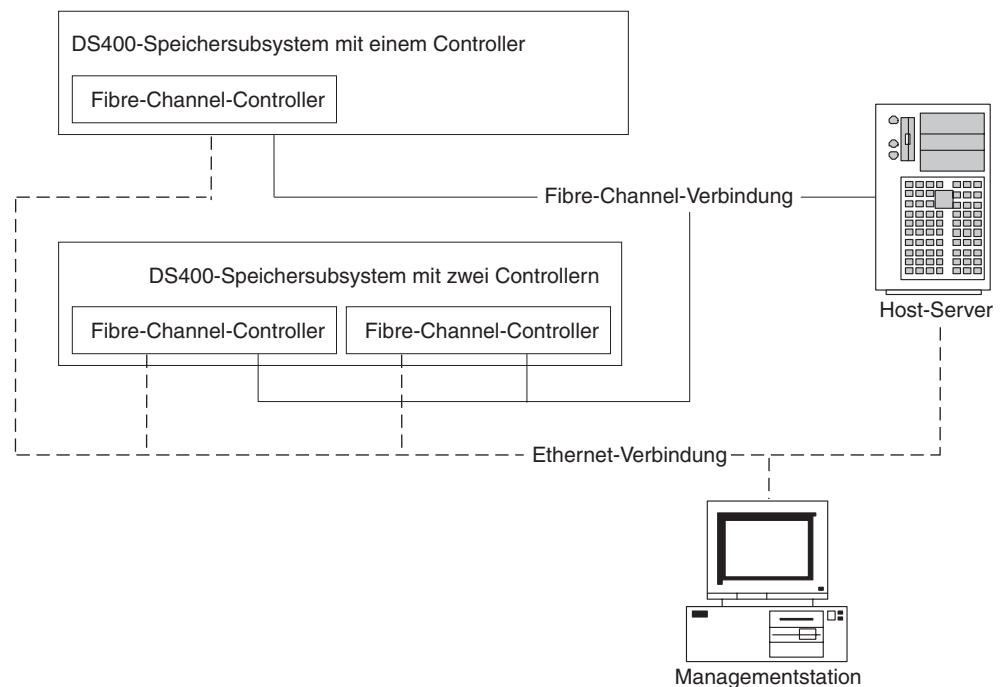 DS400-Speichersubsystem mit einem Controller
Fibre-Channel-Controller
Fibre-Channel-Verbindung
DS400-Speichersubsystem mit zwei Controllern
Fibre-Channel-Controller
Fibre-Channel-Controller
Host-Server
Ethernet-Verbindung
Managementstation